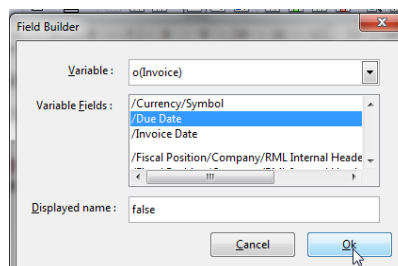 Field Builder
Variable : o(Invoice)
Variable Fields : /Currency/Symbol
/Due Date
/Invoice Date
/Fiscal Position/Company/RML Internal Heade
Displayed name : false
Cancel Ok